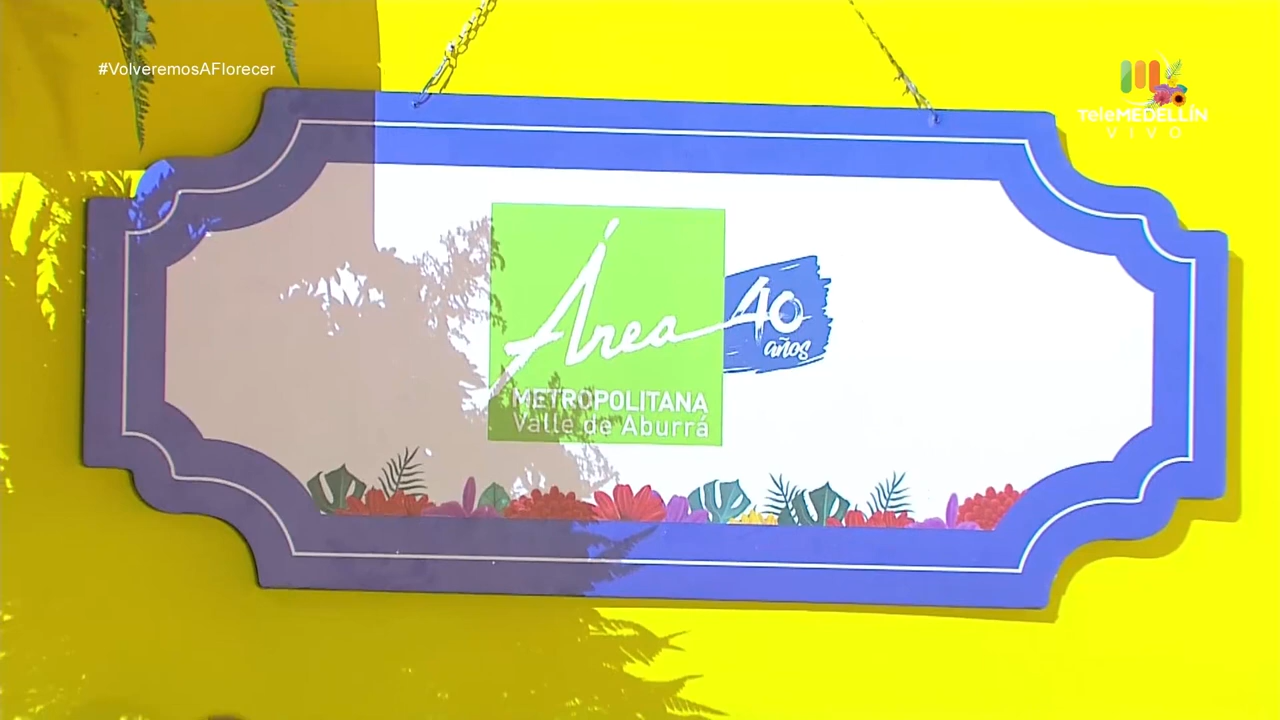 #VolveremosAFlorecer
TeleMEDELLÍN
VIVO
Área
40
años
METROPOLITANA
Valle de Aburrá